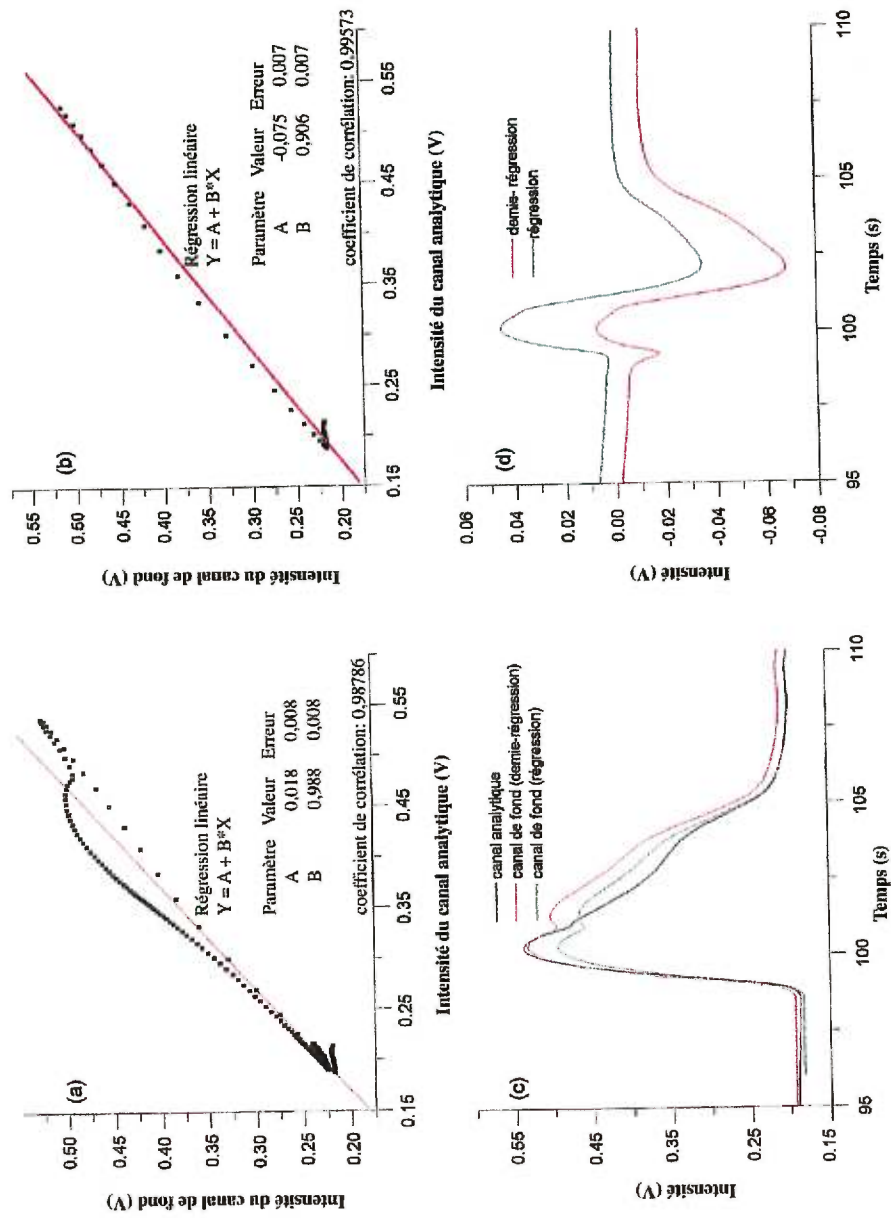 (a)
Intensité du canal de fond (V)
0.50
0.45
0.40
0.35
0.30
0.25
0.20
0.15
0.25
0.35
0.45
0.55
Intensité du canal analytique (V)
Régression linéaire
Y = A + B*X
Paramètre Valeur Erreur
A 0,018 0,008
B 0,988 0,008
coefficient de corrélation: 0,98786
(b)
Intensité du canal de fond (V)
0.55
0.50
0.45
0.40
0.35
0.30
0.25
0.20
0.15
0.25
0.35
0.45
0.55
Intensité du canal analytique (V)
Régression linéaire
Y = A + B*X
Paramètre Valeur Erreur
A -0,075 0,007
B 0,906 0,007
coefficient de corrélation: 0,99573
(c)
Intensité (V)
0.55
0.45
0.35
0.25
0.15
95
100
105
110
Temps (s)
canal analytique
canal de fond (demie-régression)
canal de fond (régression)
(d)
Intensité (V)
0.06
0.04
0.02
0.00
-0.02
-0.04
-0.06
-0.08
95
100
105
110
Temps (s)
demie- régression
régression